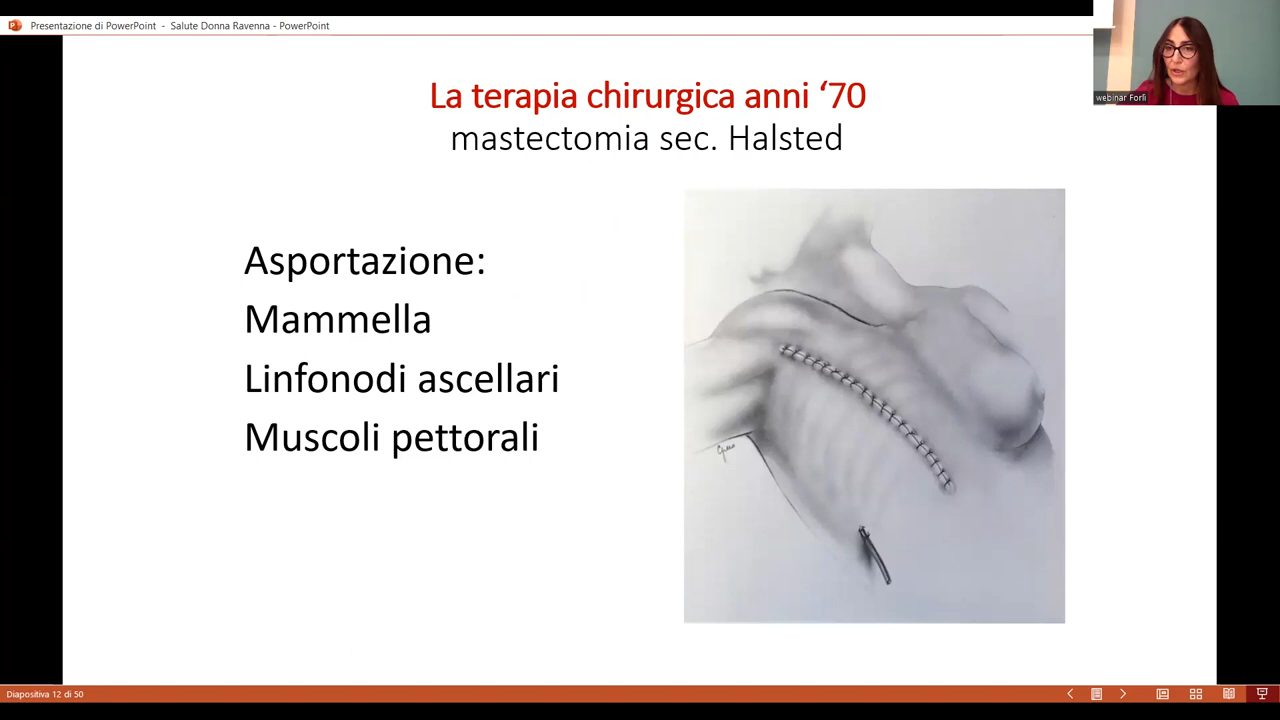 Presentazione di PowerPoint - Salute Donna Ravenna - PowerPoint
webinar Forlì
La terapia chirurgica anni ‘70
mastectomia sec. Halsted
Asportazione:
Mammella
Linfonodi ascellari
Muscoli pettorali
Diapositiva 12 di 50